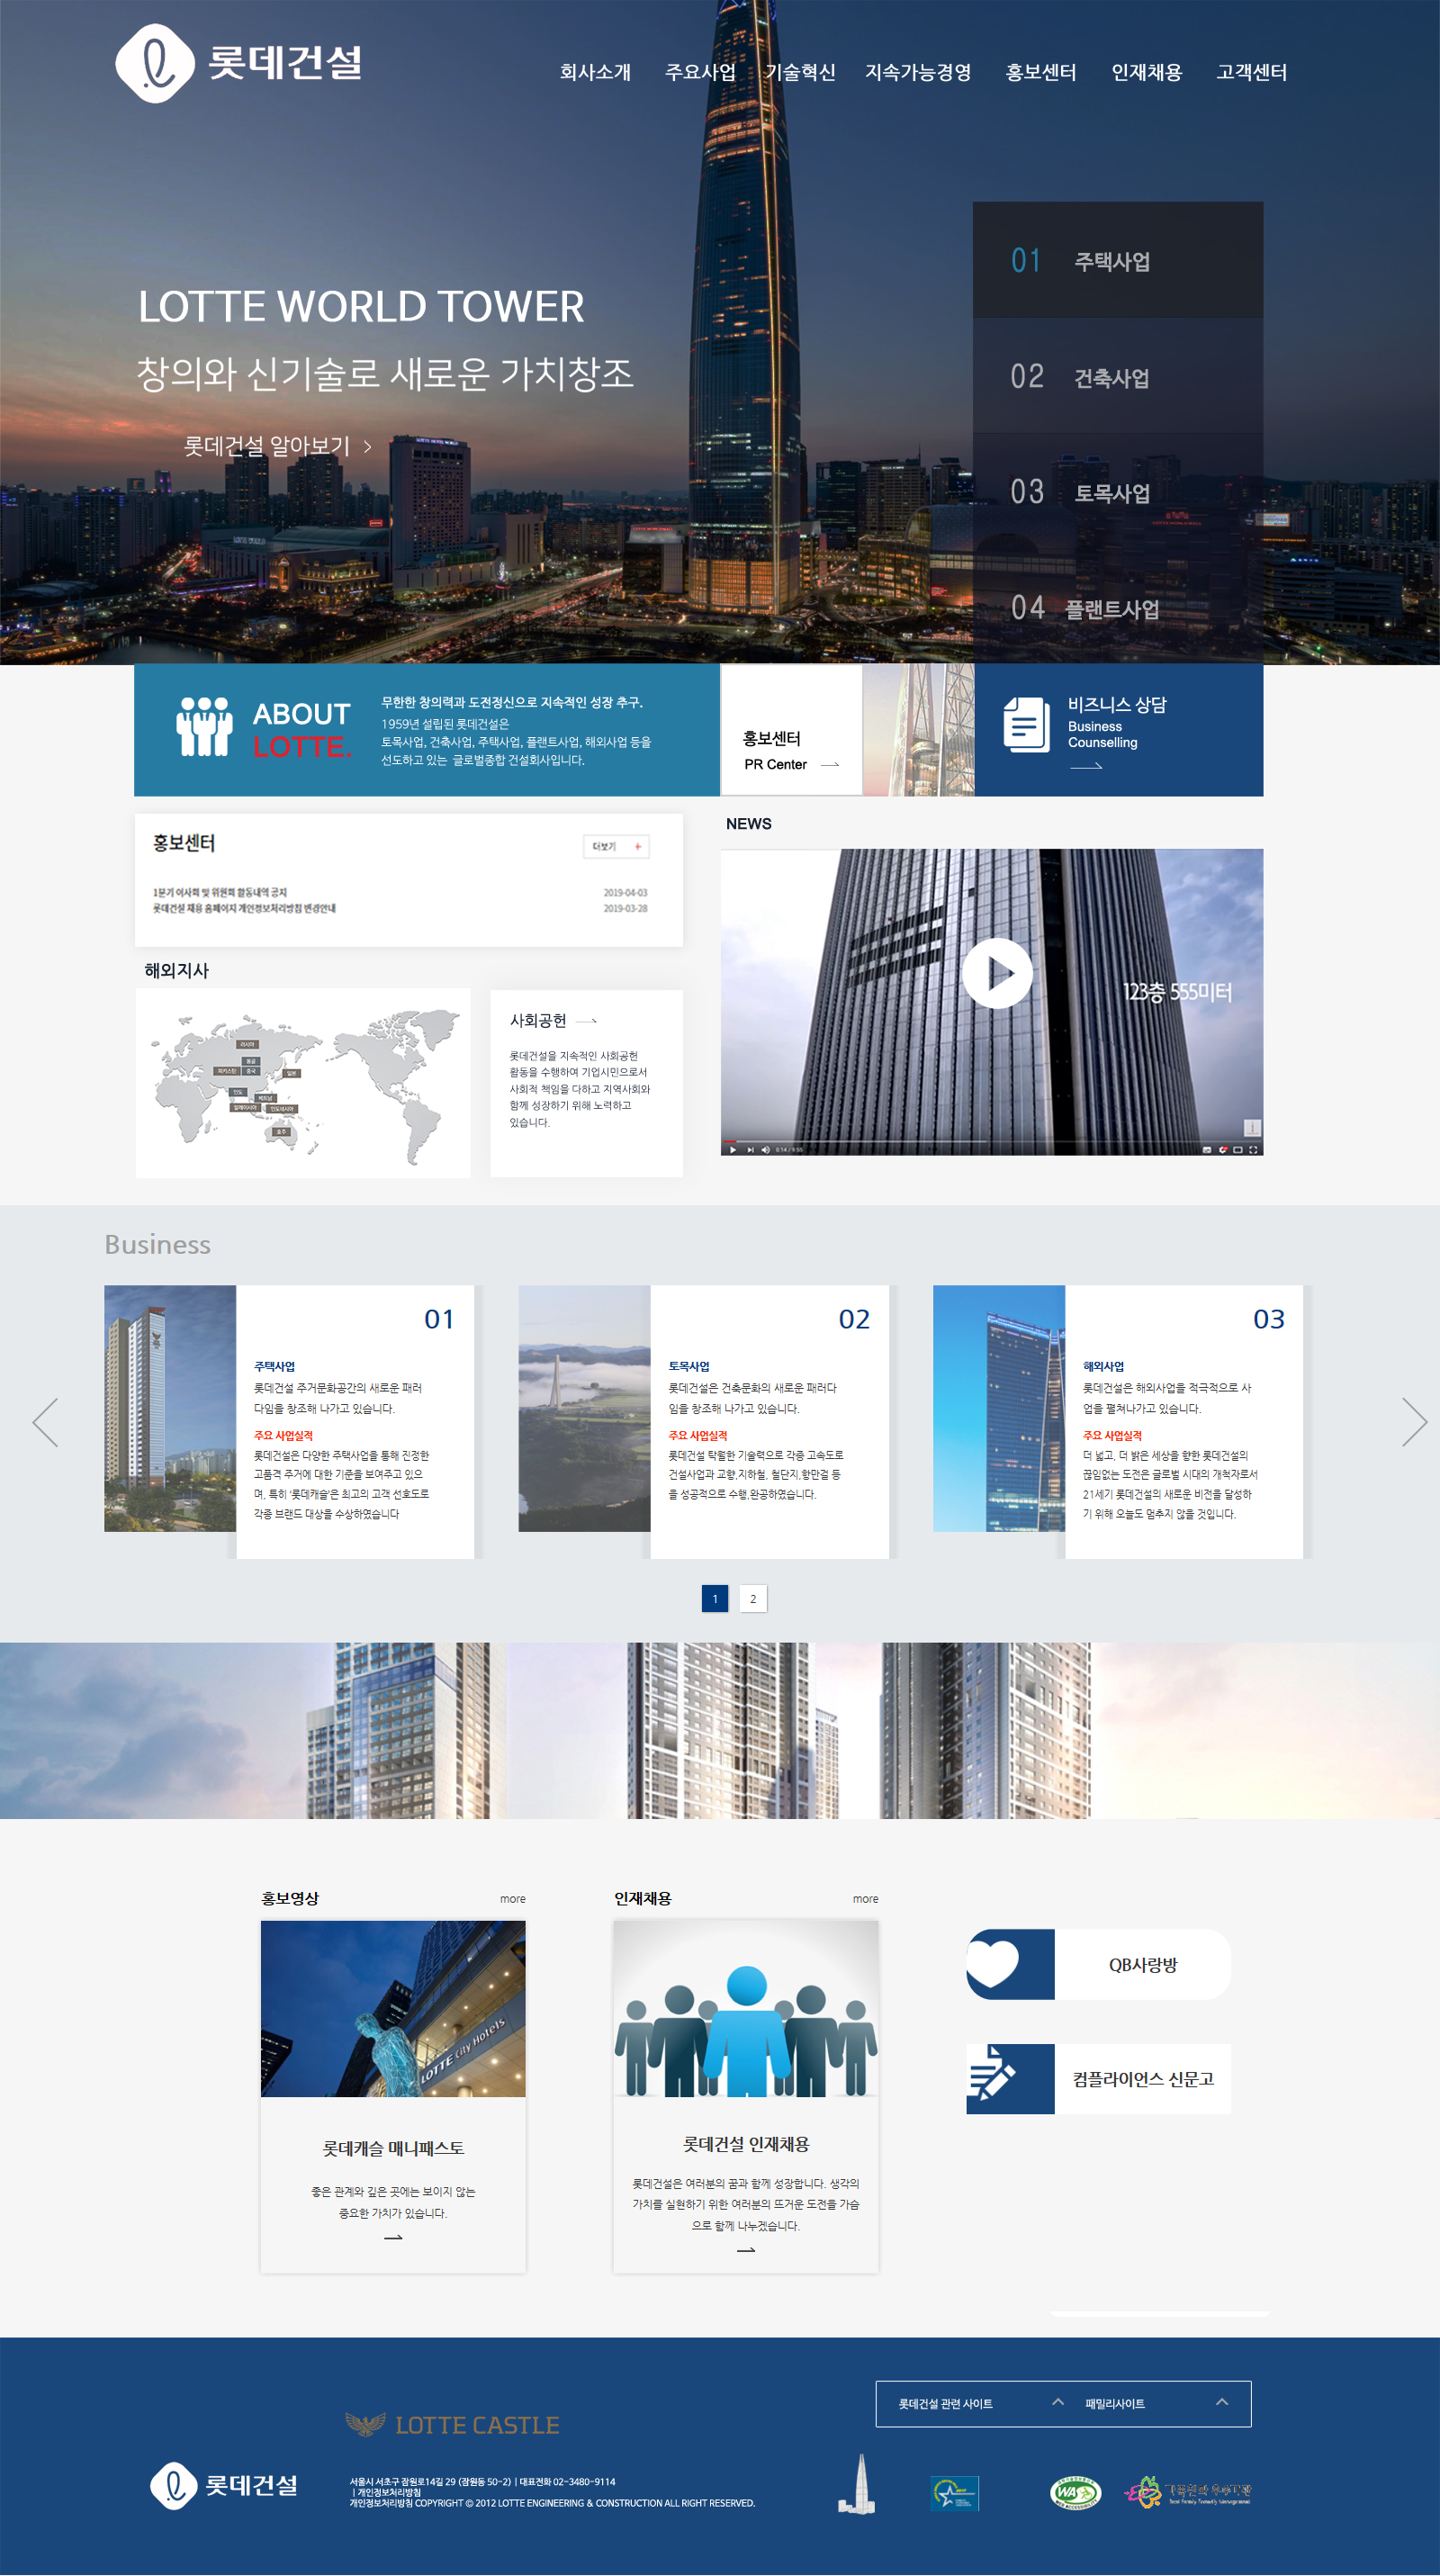 롯데건설
회사소개 주요사업 기술혁신 지속가능경영 홍보센터 인재채용 고객센터
LOTTE WORLD TOWER
창의와 신기술로 새로운 가치창조
롯데건설 알아보기
01 주택사업
02 건축사업
03 토목사업
04 플랜트사업
ABOUT
LOTTE.
무한한 창의력과 도전정신으로 지속적인 성장 추구.
1959년 설립된 롯데건설은
토목사업, 건축사업, 주택사업, 플랜트사업, 해외사업 등을
선도하고 있는 글로벌종합 건설회사입니다.
홍보센터
PR Center
비즈니스 상담
Business
Counselling
홍보센터
더보기 +
1분기 이사회 및 위원회 활동내역 공지 2019-04-03
롯데건설 채용 홈페이지 개인정보처리방침 변경안내 2019-03-28
NEWS
123층 555미터
0:14 / 9:55
해외지사
러시아
몽골
파키스탄 중국
일본
인도
베트남
말레이시아 인도네시아
호주
사회공헌
롯데건설을 지속적인 사회공헌
활동을 수행하여 기업시민으로서
사회적 책임을 다하고 지역사회와
함께 성장하기 위해 노력하고
있습니다.
Business
01
주택사업
롯데건설 주거문화공간의 새로운 패러
다임을 창조해 나가고 있습니다.
주요 사업실적
롯데건설은 다양한 주택사업을 통해 진정한
고품격 주거에 대한 기준을 보여주고 있으
며, 특히 '롯데캐슬'은 최고의 고객 선호도로
각종 브랜드 대상을 수상하였습니다
02
토목사업
롯데건설은 건축문화의 새로운 패러다
임을 창조해 나가고 있습니다.
주요 사업실적
롯데건설 탁월한 기술력으로 각종 고속도로
건설사업과 교향,지하철, 철단지,항만걸 등
을 성공적으로 수행,완공하였습니다.
03
해외사업
롯데건설은 해외사업을 적극적으로 사
업을 펼쳐나가고 있습니다.
주요 사업실적
더 넓고, 더 밝은 세상을 향한 롯데건설의
끊임없는 도전은 글로벌 시대의 개척자로서
21세기 롯데건설의 새로운 비전을 달성하
기 위해 오늘도 멈추지 않을 것입니다.
1 2
홍보영상 more
LOTTE City Hotels
롯데캐슬 매니패스토
좋은 관계와 깊은 곳에는 보이지 않는
중요한 가치가 있습니다.
인재채용 more
롯데건설 인재채용
롯데건설은 여러분의 꿈과 함께 성장합니다. 생각의
가치를 실현하기 위한 여러분의 뜨거운 도전을 가슴
으로 함께 나누겠습니다.
QB사랑방
컴플라이언스 신문고
롯데건설 관련 사이트 패밀리사이트
LOTTE CASTLE
롯데건설
서울시 서초구 잠원로14길 29 (잠원동 50-2) | 대표전화 02-3480-9114
| 개인정보처리방침
개인정보처리방침 COPYRIGHT © 2012 LOTTE ENGINEERING & CONSTRUCTION ALL RIGHT RESERVED.
WA